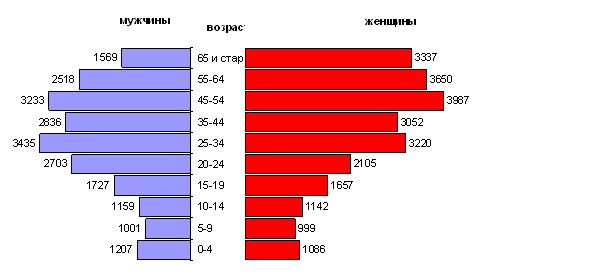 мужчины возрас женщины
1569 65 и стар 3337
2518 55-64 3650
3233 45-54 3987
2836 35-44 3052
3435 25-34 3220
2703 20-24 2105
1727 15-19 1657
1159 10-14 1142
1001 5-9 999
1207 0-4 1086